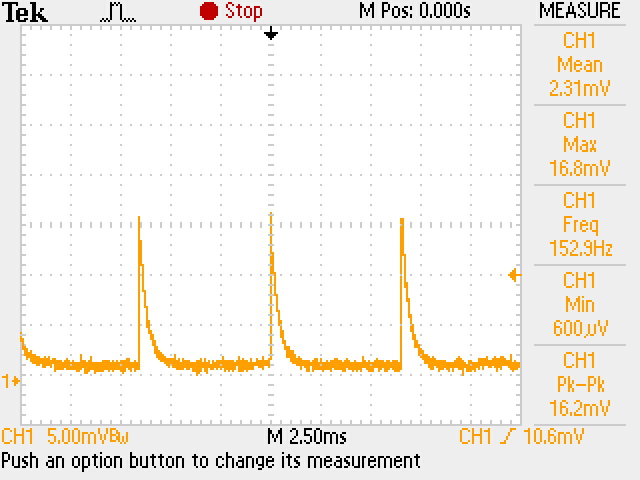 Tek Stop M Pos: 0.000s MEASURE
CH1
Mean
2.31mV
CH1
Max
16.8mV
CH1
Freq
152.9Hz
CH1
Min
600µV
CH1
Pk-Pk
16.2mV
1
CH1 5.00mVBw M 2.50ms CH1 10.6mV
Push an option button to change its measurement